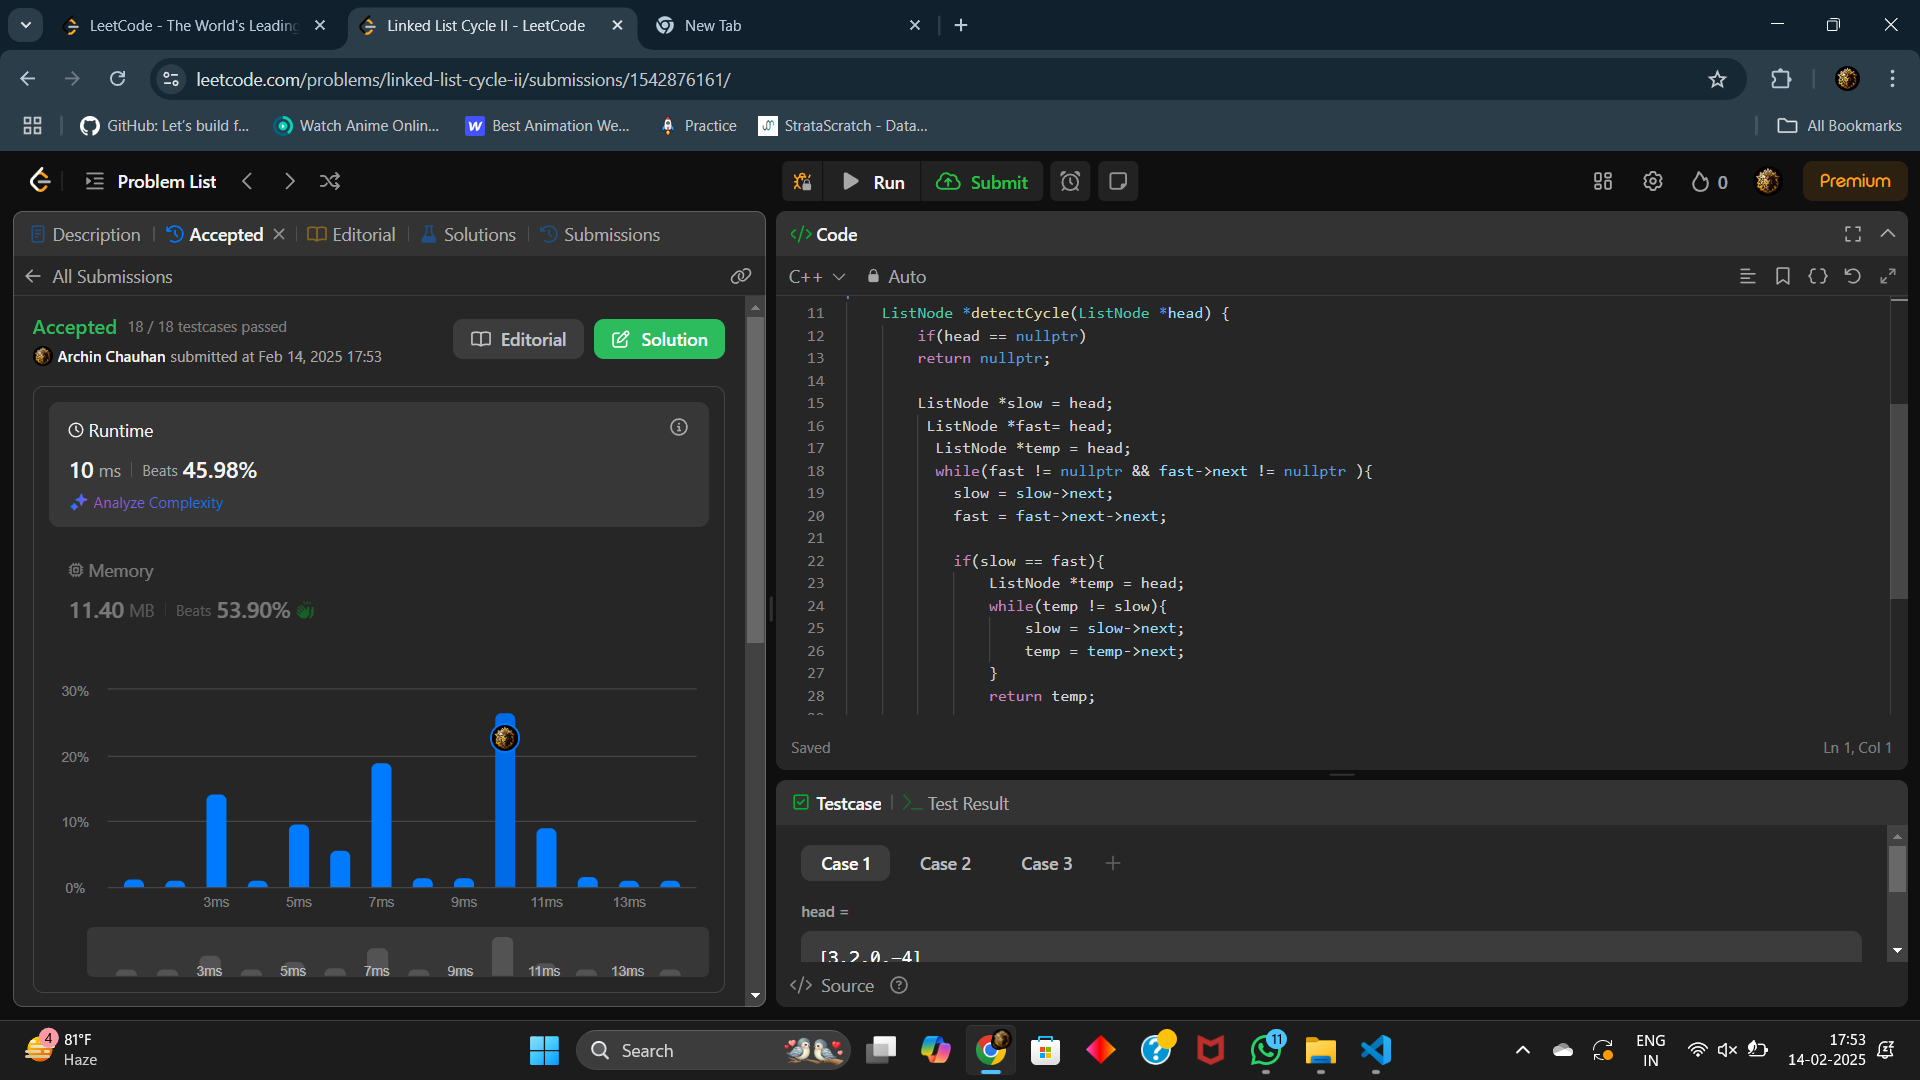 LeetCode - The World's Leading
Linked List Cycle II - LeetCode
New Tab
leetcode.com/problems/linked-list-cycle-ii/submissions/1542876161/
GitHub: Let's build f...
Watch Anime Onlin...
W Best Animation We...
Practice
StrataScratch - Data...
All Bookmarks
Problem List
Run
Submit
0
Premium
Description
Accepted
Editorial
Solutions
Submissions
All Submissions
Accepted 18 / 18 testcases passed
Archin Chauhan submitted at Feb 14, 2025 17:53
Editorial
Solution
Runtime
10 ms Beats 45.98%
Analyze Complexity
Memory
11.40 MB Beats 53.90%
30%
20%
10%
0%
3ms 5ms 7ms 9ms 11ms 13ms
3ms 5ms 7ms 9ms 11ms 13ms
</> Code
C++ Auto
11 ListNode *detectCycle(ListNode *head) {
12 if(head == nullptr)
13 return nullptr;
14
15 ListNode *slow = head;
16 ListNode *fast= head;
17 ListNode *temp = head;
18 while(fast != nullptr && fast->next != nullptr ){
19 slow = slow->next;
20 fast = fast->next->next;
21
22 if(slow == fast){
23 ListNode *temp = head;
24 while(temp != slow){
25 slow = slow->next;
26 temp = temp->next;
27 }
28 return temp;
Saved
Ln 1, Col 1
Testcase
Test Result
Case 1 Case 2 Case 3 +
head =
[3,2,0,-4]
</> Source
4
81°F
Haze
Search
11
ENG
IN
17:53
14-02-2025